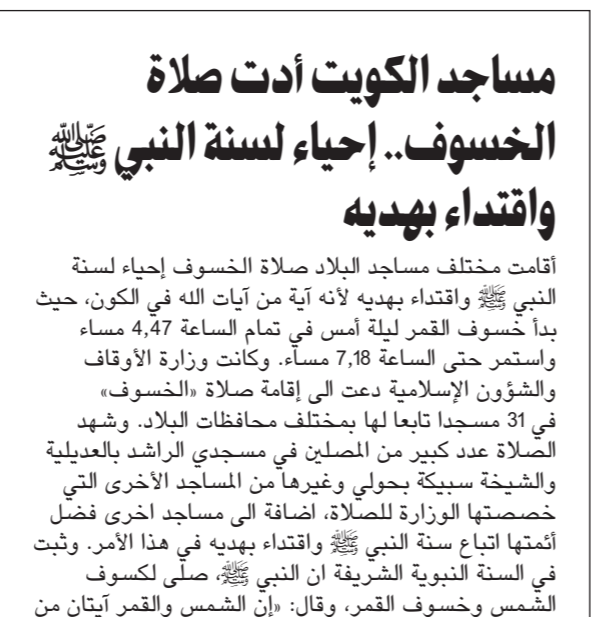 مساجد الكويت أدت صلاة
الخسوف.. إحياء لسنة النبي ﷺ
واقتداء بهديه
أقامت مختلف مساجد البلاد صلاة الخسوف إحياء لسنة
النبي ﷺ واقتداء بهديه لأنه آية من آيات الله في الكون، حيث
بدأ خسوف القمر ليلة أمس في تمام الساعة 4,47 مساء
واستمر حتى الساعة 7,18 مساء. وكانت وزارة الأوقاف
والشؤون الإسلامية دعت الى إقامة صلاة «الخسوف»
في 31 مسجدا تابعا لها بمختلف محافظات البلاد. وشهد
الصلاة عدد كبير من المصلين في مسجدي الراشد بالعديلية
والشيخة سبيكة بحولي وغيرها من المساجد الأخرى التي
خصصتها الوزارة للصلاة، اضافة الى مساجد اخرى فضل
أئمتها اتباع سنة النبي ﷺ واقتداء بهديه في هذا الأمر. وثبت
في السنة النبوية الشريفة ان النبي ﷺ، صلى لكسوف
الشمس وخسوف القمر، وقال: «إن الشمس والقمر آيتان من